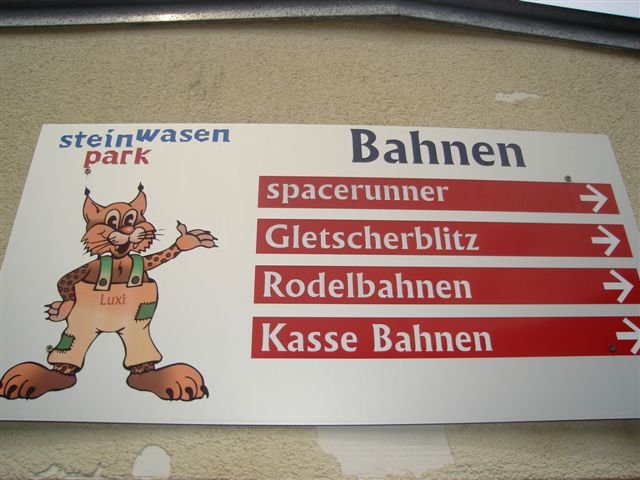 steinwasen
park
Bahnen
spacerunner
Gletscherblitz
Rodelbahnen
Kasse Bahnen
Luxi